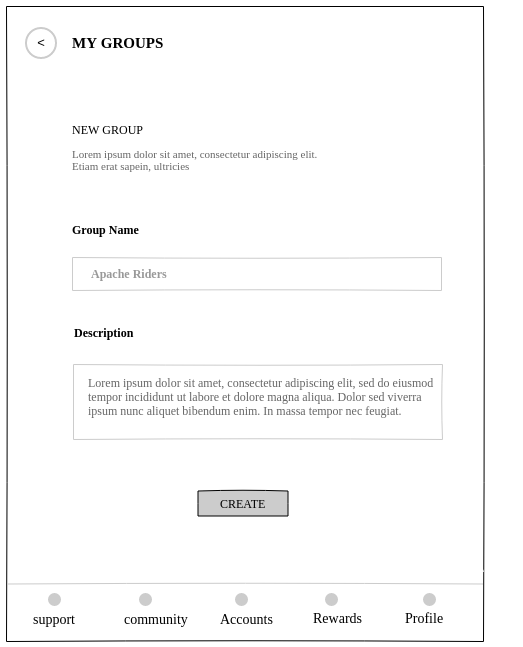 <
MY GROUPS
NEW GROUP
Lorem ipsum dolor sit amet, consectetur adipiscing elit.
Etiam erat sapein, ultricies
Group Name
Apache Riders
Description
Lorem ipsum dolor sit amet, consectetur adipiscing elit, sed do eiusmod
tempor incididunt ut labore et dolore magna aliqua. Dolor sed viverra
ipsum nunc aliquet bibendum enim. In massa tempor nec feugiat.
CREATE
support community Accounts Rewards Profile